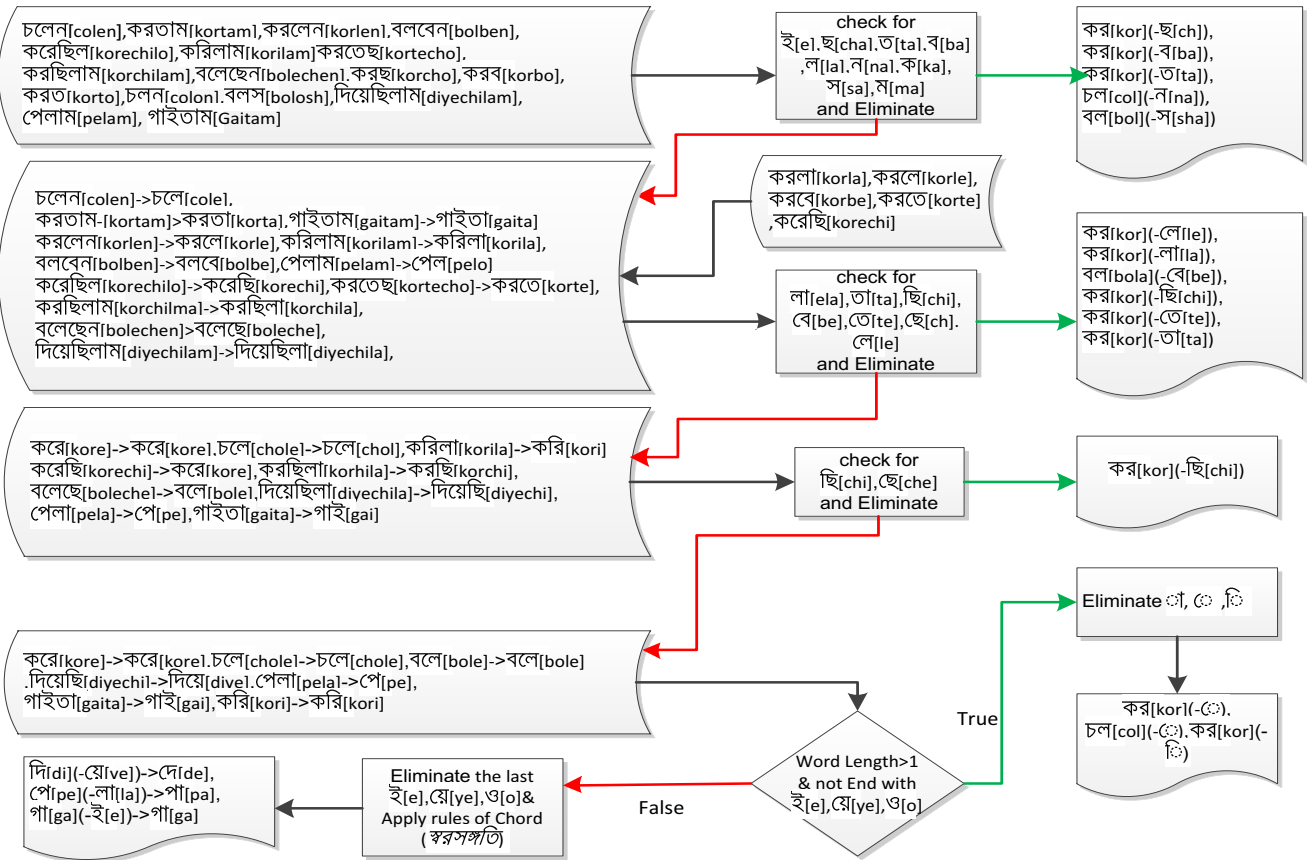 চলেন[colen],করতাম[kortam],করলেন[korlen],বলবেন[bolben],
করেছিল[korechilo],করিলাম[korilam]করতেছ[kortecho],
করছিলাম[korchilam],বলেছেন[bolechen].করছ[korcho],করব[korbo],
করত[korto],চলন[colon].বলস[bolosh],দিয়েছিলাম[diyechilam],
পেলাম[pelam], গাইতাম[Gaitam]
check for
ই[e].ছ[cha].ত[ta].ব[ba]
,ল[la].ন[na].ক[ka],
স[sa],ম[ma]
and Eliminate
কর[kor](-ছ[ch]),
কর[kor](-ব[ba]),
কর[kor](-ত[ta]),
চল[col](-ন[na]),
বল[bol](-স[sha])
চলেন[colen]->চলে[cole],
করতাম-[kortam]>করতা[korta].গাইতাম[gaitam]->গাইতা[gaita]
করলেন[korlen]->করলে[korle],করিলাম[korilam]->করিলা[korila],
বলবেন[bolben]->বলবে[bolbe],পেলাম[pelam]->পেল[pelo]
করেছিল[korechilo]->করেছি[korechi],করতেছ[kortecho]->করতে[korte],
করছিলাম[korchilma]->করছিলা[korchila],
বলেছেন[bolechen]>বলেছে[boleche],
দিয়েছিলাম[diyechilam]->দিয়েছিলা[diyechila],
করলা[korla],করলে[korle],
করবে[korbe],করতে[korte]
,করেছি[korechi]
check for
লা[ela],তা[ta],ছি[chi],
বে[be],তে[te],ছে[ch].
লে[le]
and Eliminate
কর[kor](-লে[le]),
কর[kor](-লা[la]),
বল[bola](-বে[be]),
কর[kor](-ছি[chi]),
কর[kor](-তে[te]),
কর[kor](-তা[ta])
করে[kore]->করে[kore].চলে[chole]->চলে[chol],করিলা[korila]->করি[kori]
করেছি[korechi]->করে[kore],করছিলা[korhila]->করছি[korchi],
বলেছে[boleche]->বলে[bole],দিয়েছিলা[diyechila]->দিয়েছি[diyechi],
পেলা[pela]->পে[pe],গাইতা[gaita]->গাই[gai]
check for
ছি[chi],ছে[che]
and Eliminate
কর[kor](-ছি[chi])
করে[kore]->করে[kore].চলে[chole]->চলে[chole],বলে[bole]->বলে[bole]
.দিয়েছি[diyechi]->দিয়ে[dive].পেলা[pela]->পে[pe],
গাইতা[gaita]->গাই[gai],করি[kori]->করি[kori]
Word Length>1
& not End with
ই[e],য়ে[ye],ও[o]
True
Eliminate া, ে ,ি
কর[kor](-ে).
চল[col](-ে).কর[kor](-
ি)
False
Eliminate the last
ই[e],য়ে[ye],ও[o]&
Apply rules of Chord
(স্বরসঙ্গতি)
দি[di](-য়ে[ve])->দে[de],
পে[pe](-লা[la])->পা[pa],
গা[ga](-ই[e])->গা[ga]